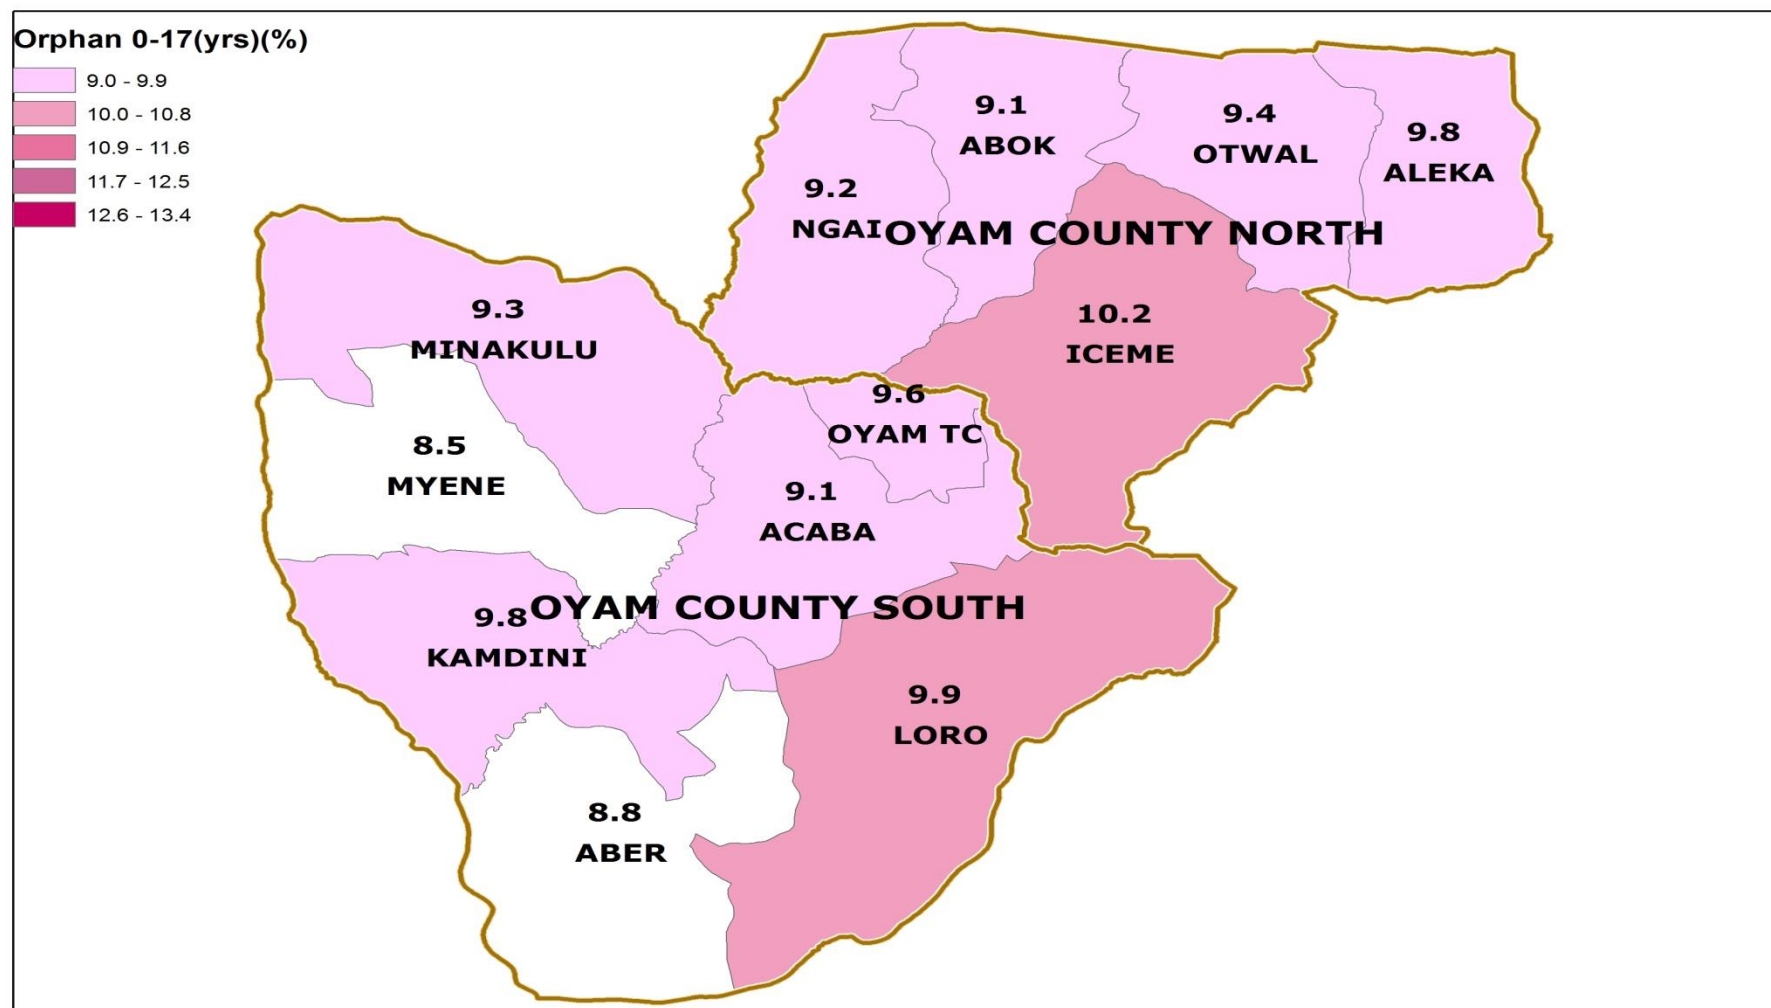 Orphan 0-17(yrs)(%)
9.0 - 9.9
10.0 - 10.8
10.9 - 11.6
11.7 - 12.5
12.6 - 13.4
9.1
ABOK
9.4
OTWAL
9.8
ALEKA
9.2
NGAI
OYAM COUNTY NORTH
9.3
MINAKULU
10.2
ICEME
9.6
OYAM TC
8.5
MYENE
9.1
ACABA
OYAM COUNTY SOUTH
9.8
KAMDINI
9.9
LORO
8.8
ABER